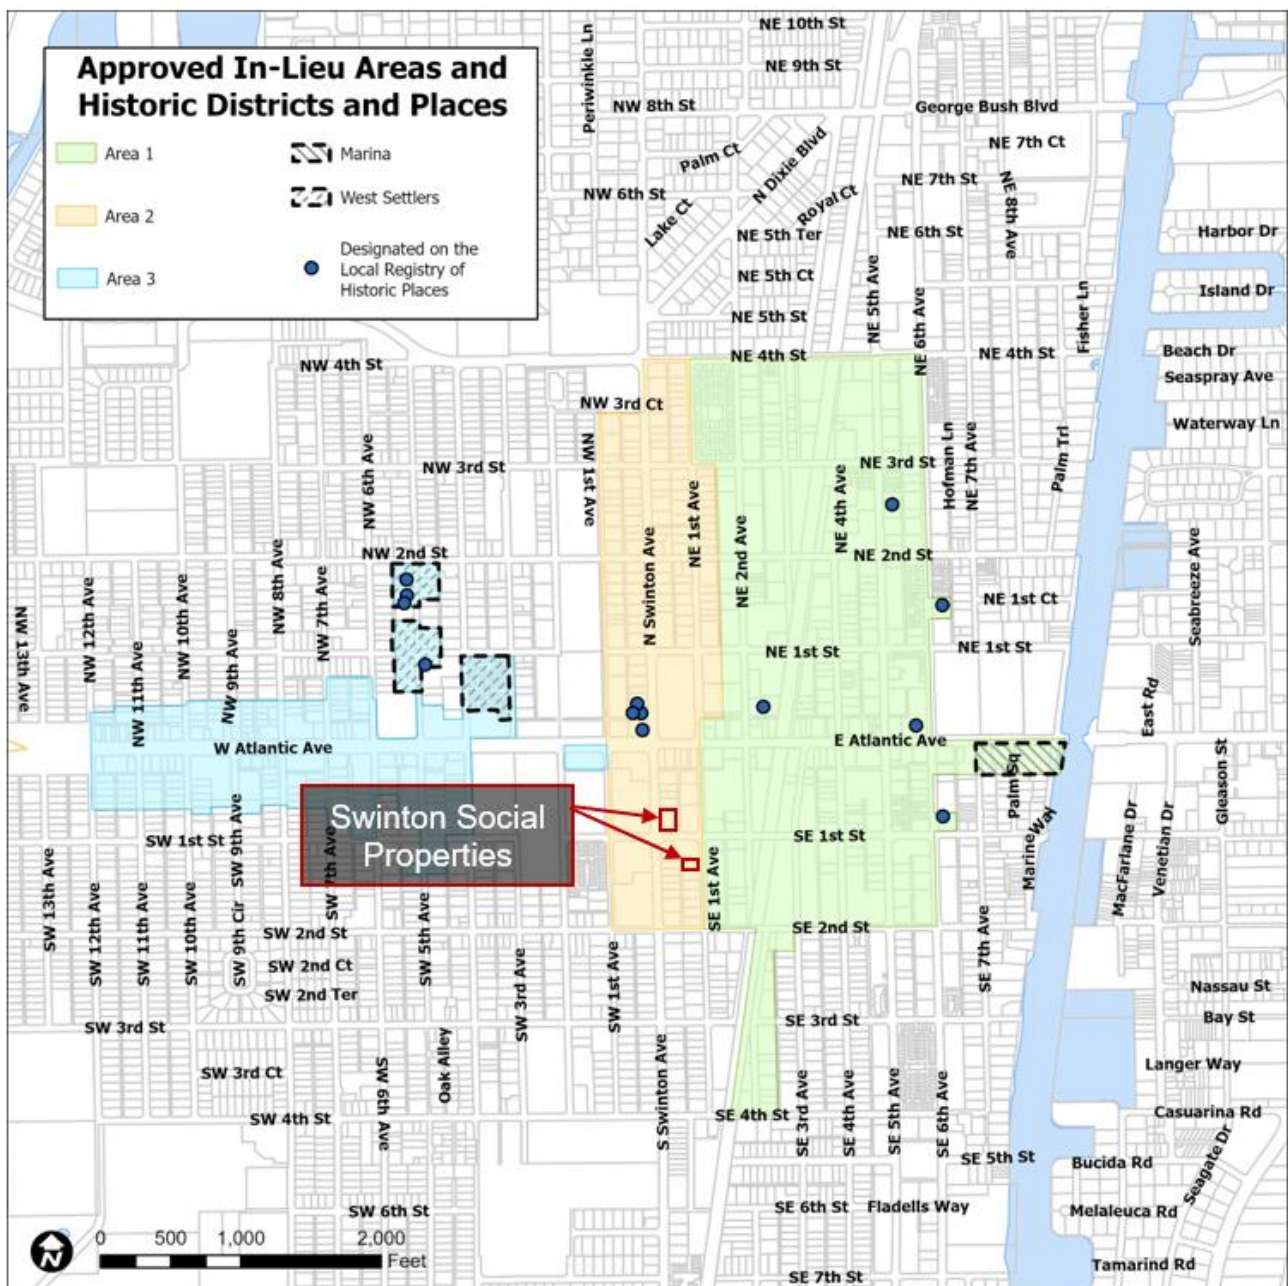 Approved In-Lieu Areas and
Historic Districts and Places
Area 1
Area 2
Area 3
Marina
West Settlers
Designated on the
Local Registry of
Historic Places
NE 10th St
NE 9th St
Periwinkle Ln
NW 8th St
George Bush Blvd
NE 7th Ct
Palm Ct
N Dixie Blvd
NW 6th St
NE 7th St
NE 8th Ave
Royal Ct
Lake Ct
NE 5th Ter
NE 6th St
Harbor Dr
NE 5th Ct
NE 5th Ave
Island Dr
NE 5th St
NE 6th Ave
Fisher Ln
NW 4th St
NE 4th St
NE 4th St
Beach Dr
Seaspray Ave
NW 3rd Ct
Waterway Ln
NW 6th Ave
NW 3rd St
NW 1st Ave
NE 3rd St
Hofman Ln
NE 7th Ave
Palm Trl
NE 4th Ave
NE 1st Ave
N Swinton Ave
NE 2nd Ave
NW 2nd St
NE 2nd St
Seabreeze Ave
NW 13th Ave
NW 12th Ave
NW 11th Ave
NW 10th Ave
NW 9th Ave
NW 8th Ave
NW 7th Ave
NE 1st Ct
NE 1st St
NE 1st St
East Rd
W Atlantic Ave
E Atlantic Ave
Palm Sq
Gleason St
Swinton Social
Properties
SW 1st St
SE 1st St
SW 9th Ave
SW 7th Ave
Marine Way
MacFarlane Dr
Venetian Dr
SW 13th Ave
SW 12th Ave
SW 11th Ave
SW 10th Ave
SW 9th Cir
SW 5th Ave
SE 1st Ave
SW 2nd St
SE 2nd St
SW 2nd Ct
SW 2nd Ter
SW 3rd Ave
SW 1st Ave
SE 7th Ave
Nassau St
SW 3rd St
SE 3rd St
Bay St
SW 3rd Ct
SW 6th Ave
Oak Alley
S Swinton Ave
SE 3rd Ave
SE 4th Ave
SE 5th Ave
SE 6th Ave
Langer Way
SW 4th St
SE 4th St
Casuarina Rd
SE 5th St
Bucida Rd
Seagate Dr
SW 6th St
SE 6th St
Fladells Way
Melaleuca Rd
N
0 500 1,000 2,000
Feet
Tamarind Rd
SE 7th St